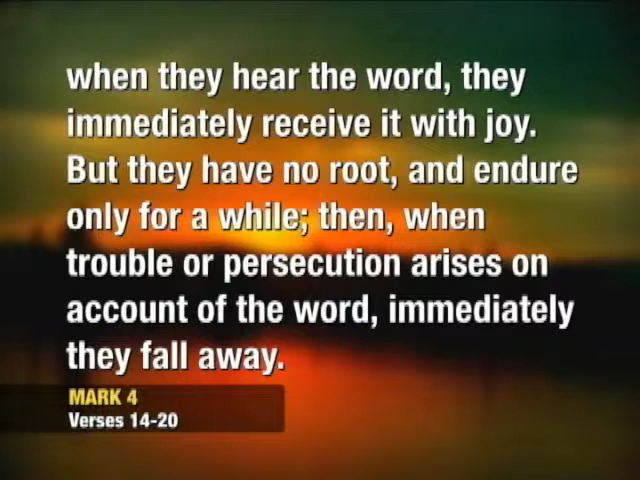 when they hear the word, they
immediately receive it with joy.
But they have no root, and endure
only for a while; then, when
trouble or persecution arises on
account of the word, immediately
they fall away.
MARK 4
Verses 14-20